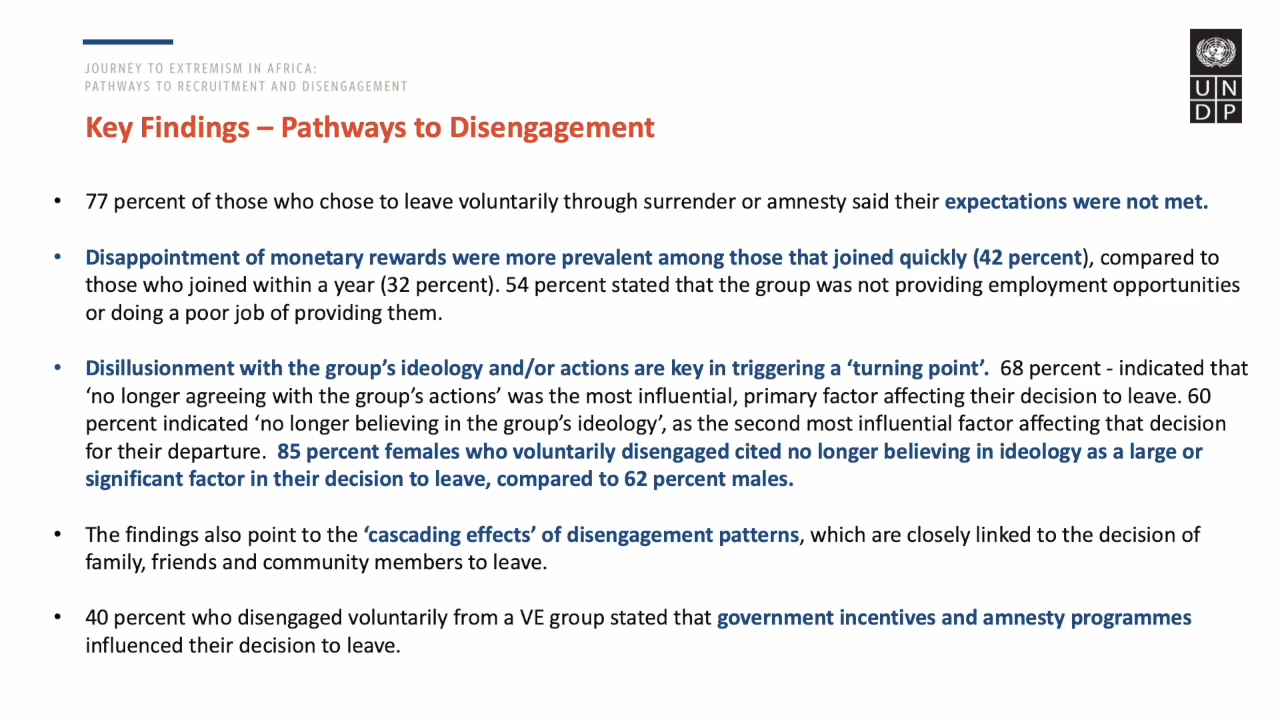 JOURNEY TO EXTREMISM IN AFRICA:
PATHWAYS TO RECRUITMENT AND DISENGAGEMENT
U N
D P
Key Findings – Pathways to Disengagement
• 77 percent of those who chose to leave voluntarily through surrender or amnesty said their expectations were not met.
• Disappointment of monetary rewards were more prevalent among those that joined quickly (42 percent), compared to
those who joined within a year (32 percent). 54 percent stated that the group was not providing employment opportunities
or doing a poor job of providing them.
• Disillusionment with the group’s ideology and/or actions are key in triggering a ‘turning point’.  68 percent - indicated that
‘no longer agreeing with the group’s actions’ was the most influential, primary factor affecting their decision to leave. 60
percent indicated ‘no longer believing in the group’s ideology’, as the second most influential factor affecting that decision
for their departure.  85 percent females who voluntarily disengaged cited no longer believing in ideology as a large or
significant factor in their decision to leave, compared to 62 percent males.
• The findings also point to the ‘cascading effects’ of disengagement patterns, which are closely linked to the decision of
family, friends and community members to leave.
• 40 percent who disengaged voluntarily from a VE group stated that government incentives and amnesty programmes
influenced their decision to leave.